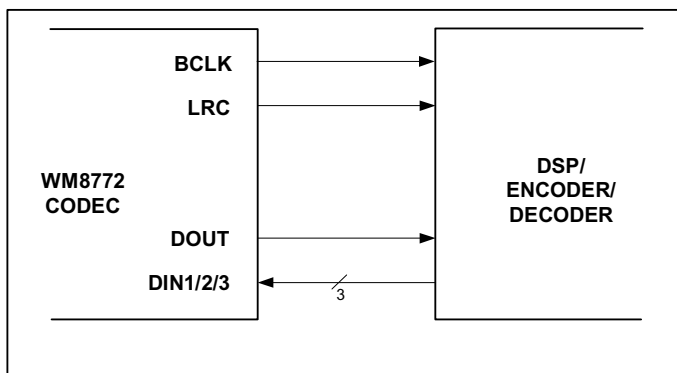 BCLK
LRC
WM8772
CODEC
DOUT
DIN1/2/3
3
DSP/
ENCODER/
DECODER